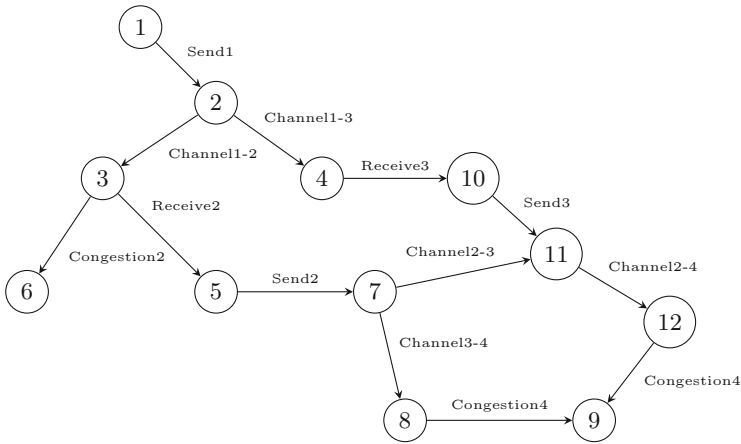 1
Send1
2
Channel1-3
Channel1-2
3
4
Receive3
10
Receive2
Send3
Channel2-3
11
Congestion2
Channel2-4
6
5
Send2
7
12
Channel3-4
Congestion4
8
Congestion4
9